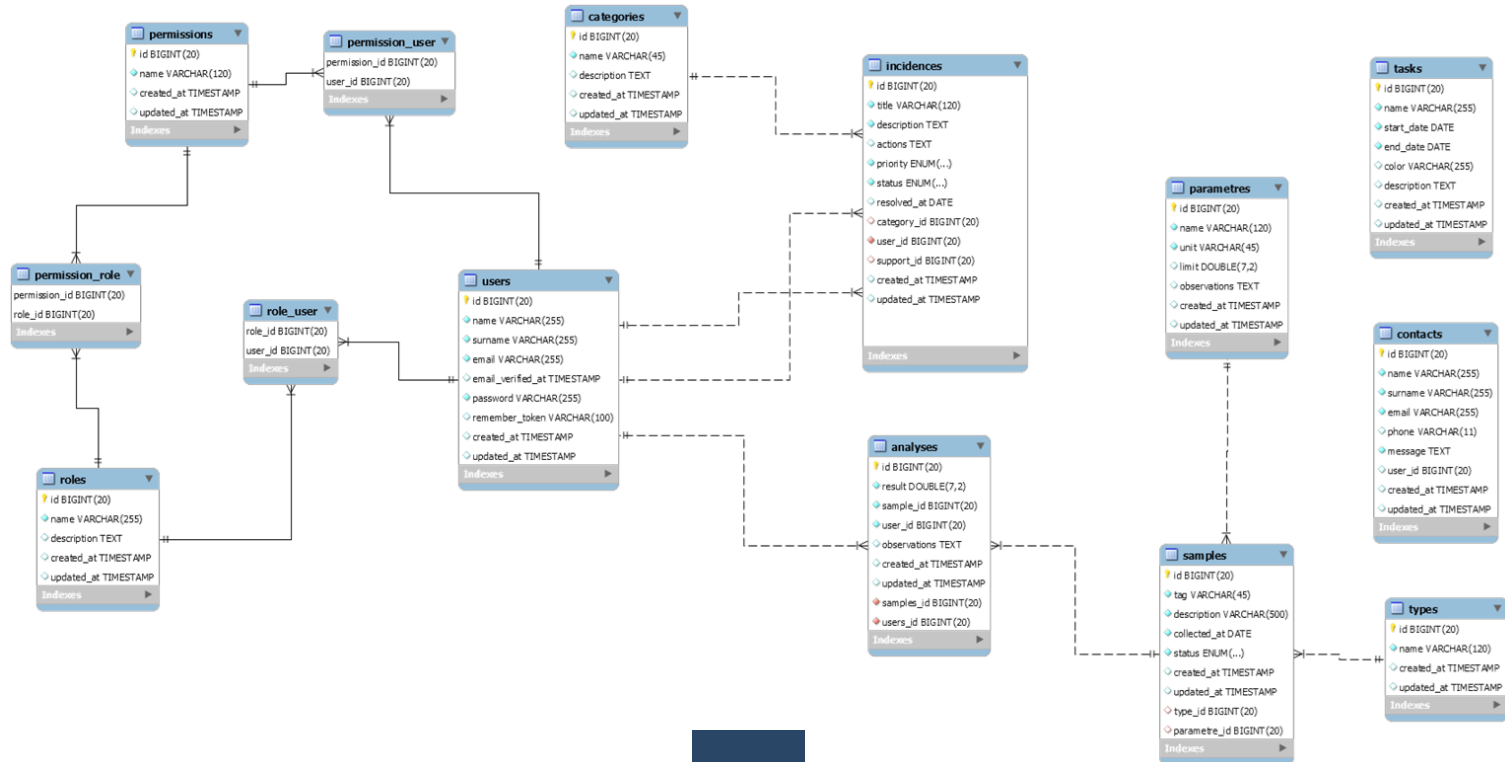 permissions
id BIGINT(20)
name VARCHAR(120)
created_at TIMESTAMP
updated_at TIMESTAMP
Indexes
permission_user
permission_id BIGINT(20)
user_id BIGINT(20)
Indexes
categories
id BIGINT(20)
name VARCHAR(45)
description TEXT
created_at TIMESTAMP
updated_at TIMESTAMP
Indexes
incidences
id BIGINT(20)
title VARCHAR(120)
description TEXT
actions TEXT
priority ENUM(...)
status ENUM(...)
resolved_at DATE
category_id BIGINT(20)
user_id BIGINT(20)
support_id BIGINT(20)
created_at TIMESTAMP
updated_at TIMESTAMP
Indexes
tasks
id BIGINT(20)
name VARCHAR(255)
start_date DATE
end_date DATE
color VARCHAR(255)
description TEXT
created_at TIMESTAMP
updated_at TIMESTAMP
Indexes
parametres
id BIGINT(20)
name VARCHAR(120)
unit VARCHAR(45)
limit DOUBLE(7,2)
observations TEXT
created_at TIMESTAMP
updated_at TIMESTAMP
Indexes
permission_role
permission_id BIGINT(20)
role_id BIGINT(20)
Indexes
role_user
role_id BIGINT(20)
user_id BIGINT(20)
Indexes
users
id BIGINT(20)
name VARCHAR(255)
surname VARCHAR(255)
email VARCHAR(255)
email_verified_at TIMESTAMP
password VARCHAR(255)
remember_token VARCHAR(100)
created_at TIMESTAMP
updated_at TIMESTAMP
Indexes
contacts
id BIGINT(20)
name VARCHAR(255)
surname VARCHAR(255)
email VARCHAR(255)
phone VARCHAR(11)
message TEXT
user_id BIGINT(20)
created_at TIMESTAMP
updated_at TIMESTAMP
Indexes
roles
id BIGINT(20)
name VARCHAR(255)
description TEXT
created_at TIMESTAMP
updated_at TIMESTAMP
Indexes
analyses
id BIGINT(20)
result DOUBLE(7,2)
sample_id BIGINT(20)
user_id BIGINT(20)
observations TEXT
created_at TIMESTAMP
updated_at TIMESTAMP
samples_id BIGINT(20)
users_id BIGINT(20)
Indexes
samples
id BIGINT(20)
tag VARCHAR(45)
description VARCHAR(500)
collected_at DATE
status ENUM(...)
created_at TIMESTAMP
updated_at TIMESTAMP
type_id BIGINT(20)
parametre_id BIGINT(20)
Indexes
types
id BIGINT(20)
name VARCHAR(120)
created_at TIMESTAMP
updated_at TIMESTAMP
Indexes